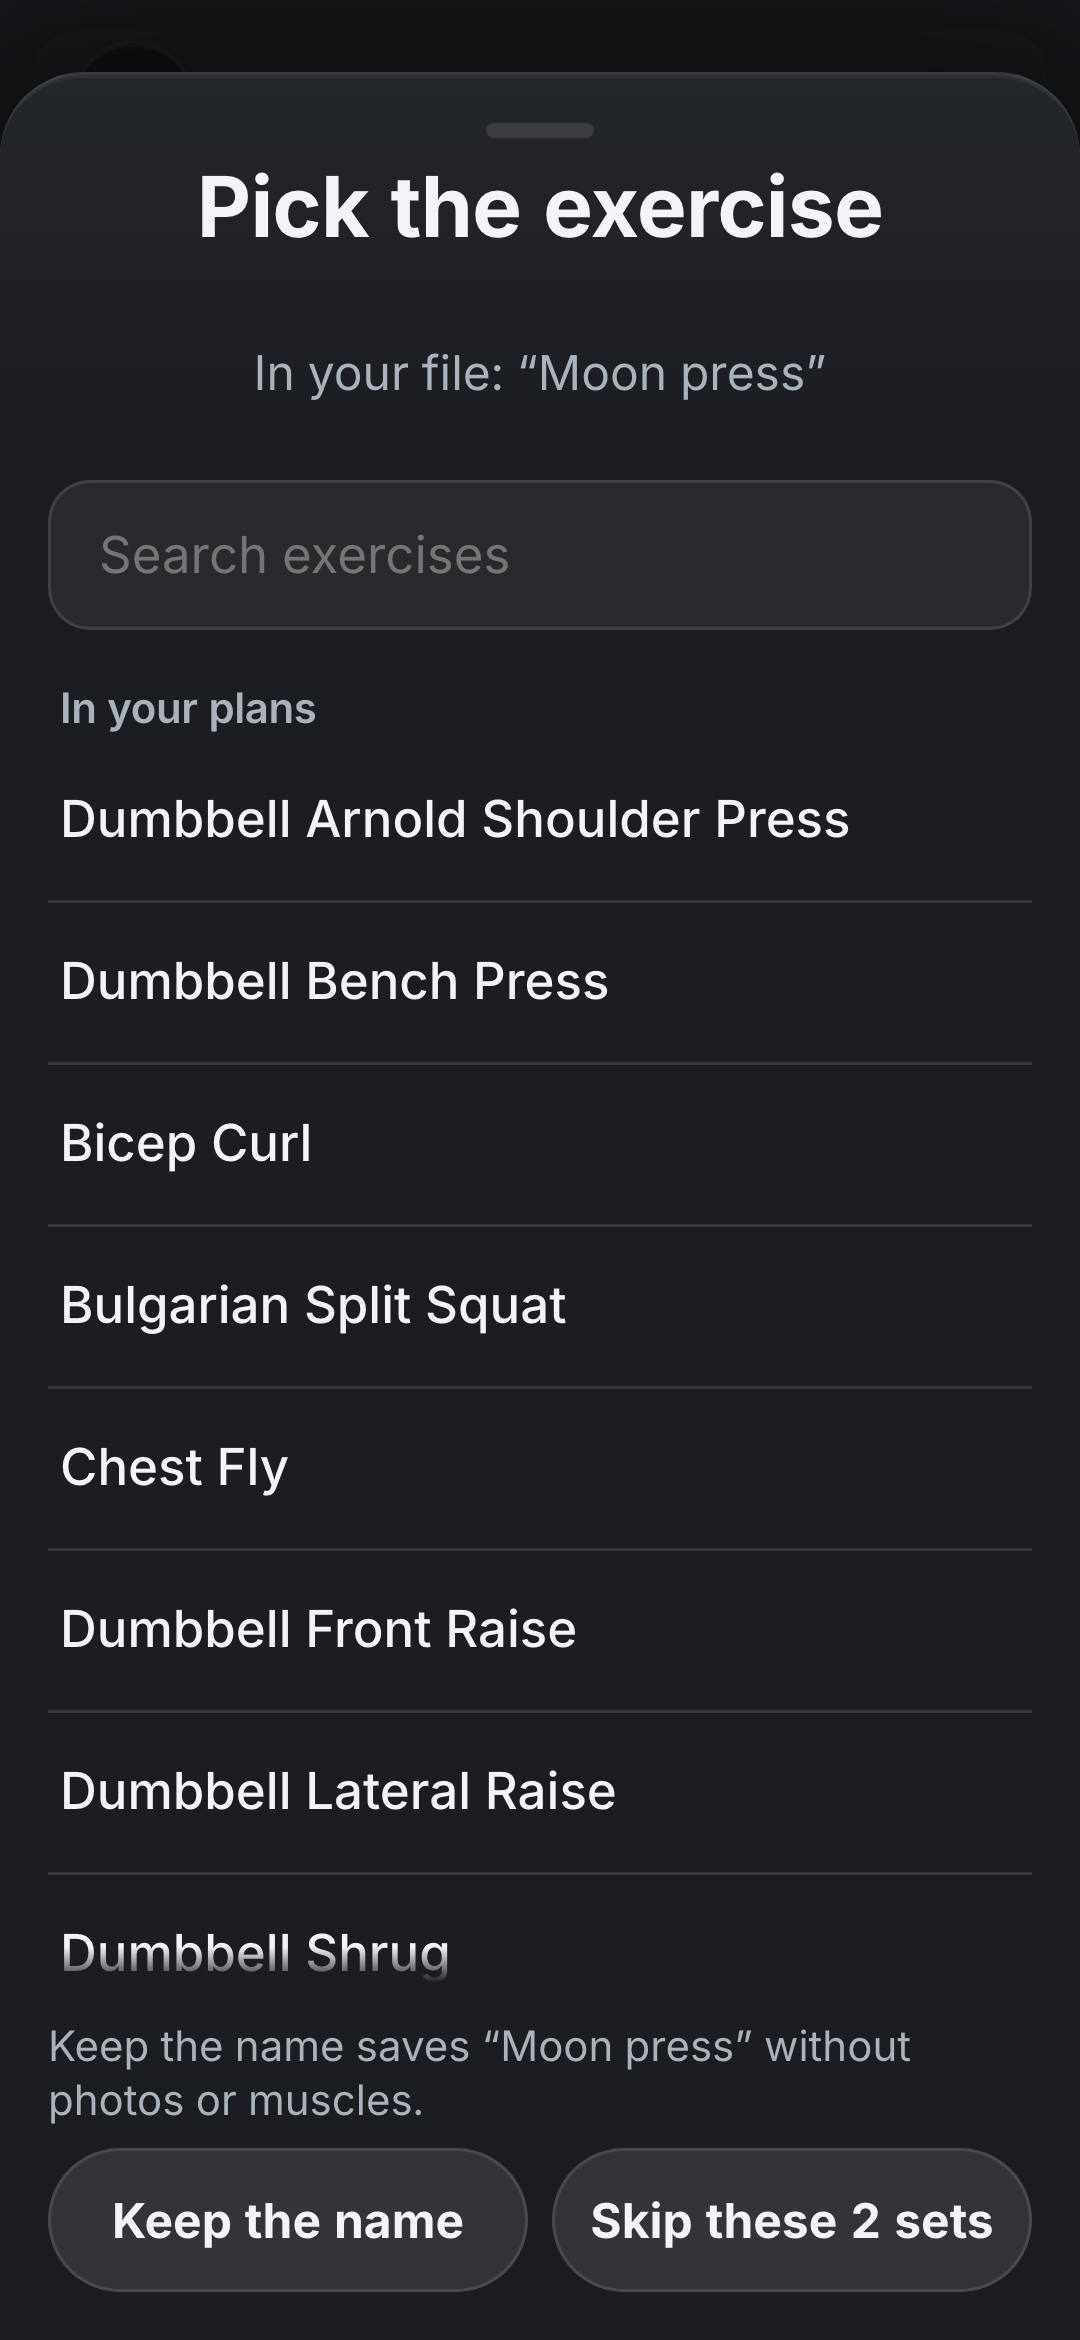 Pick the exercise
In your file: “Moon press”
Search exercises
In your plans
Dumbbell Arnold Shoulder Press
Dumbbell Bench Press
Bicep Curl
Bulgarian Split Squat
Chest Fly
Dumbbell Front Raise
Dumbbell Lateral Raise
Dumbbell Shrug
Keep the name saves “Moon press” without
photos or muscles.
Keep the name
Skip these 2 sets